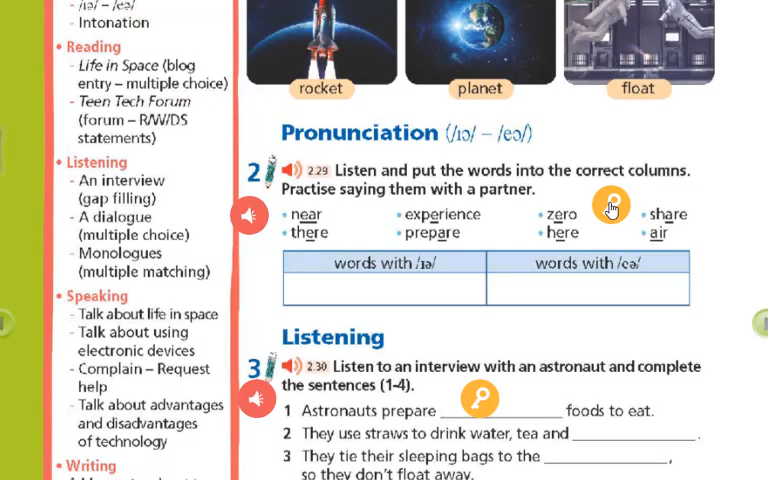 - /ɪə/ – /eə/
- Intonation
• Reading
- Life in Space (blog
entry – multiple choice)
- Teen Tech Forum
(forum – R/W/DS
statements)
• Listening
- An interview
(gap filling)
- A dialogue
(multiple choice)
- Monologues
(multiple matching)
• Speaking
- Talk about life in space
- Talk about using
electronic devices
- Complain – Request
help
- Talk about advantages
and disadvantages
of technology
• Writing
rocket planet float
Pronunciation (/ɪə/ – /eə/)
2 2.29 Listen and put the words into the correct columns.
Practise saying them with a partner.
• near • experience • zero • share
• there • prepare • here • air
words with /ɪə/ words with /eə/
Listening
3 2.30 Listen to an interview with an astronaut and complete
the sentences (1-4).
1 Astronauts prepare ____________ foods to eat.
2 They use straws to drink water, tea and ____________ .
3 They tie their sleeping bags to the ____________ ,
so they don't float away.